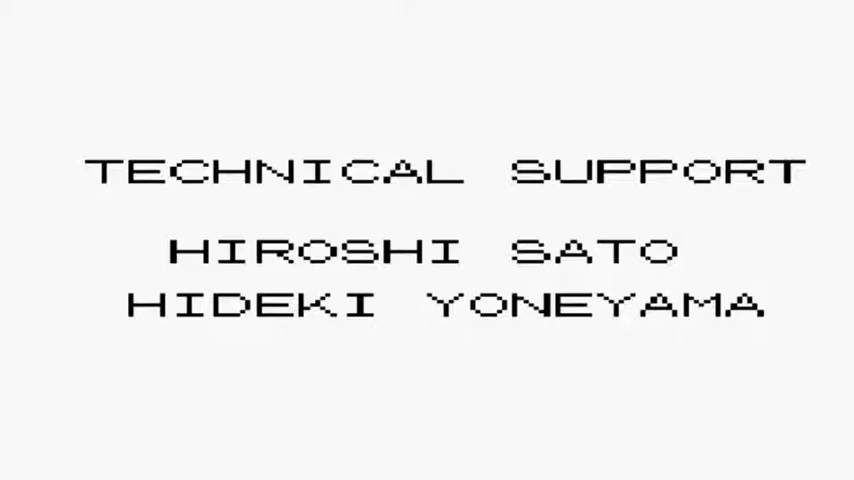 TECHNICAL SUPPORT
HIROSHI SATO
HIDEKI YONEYAMA